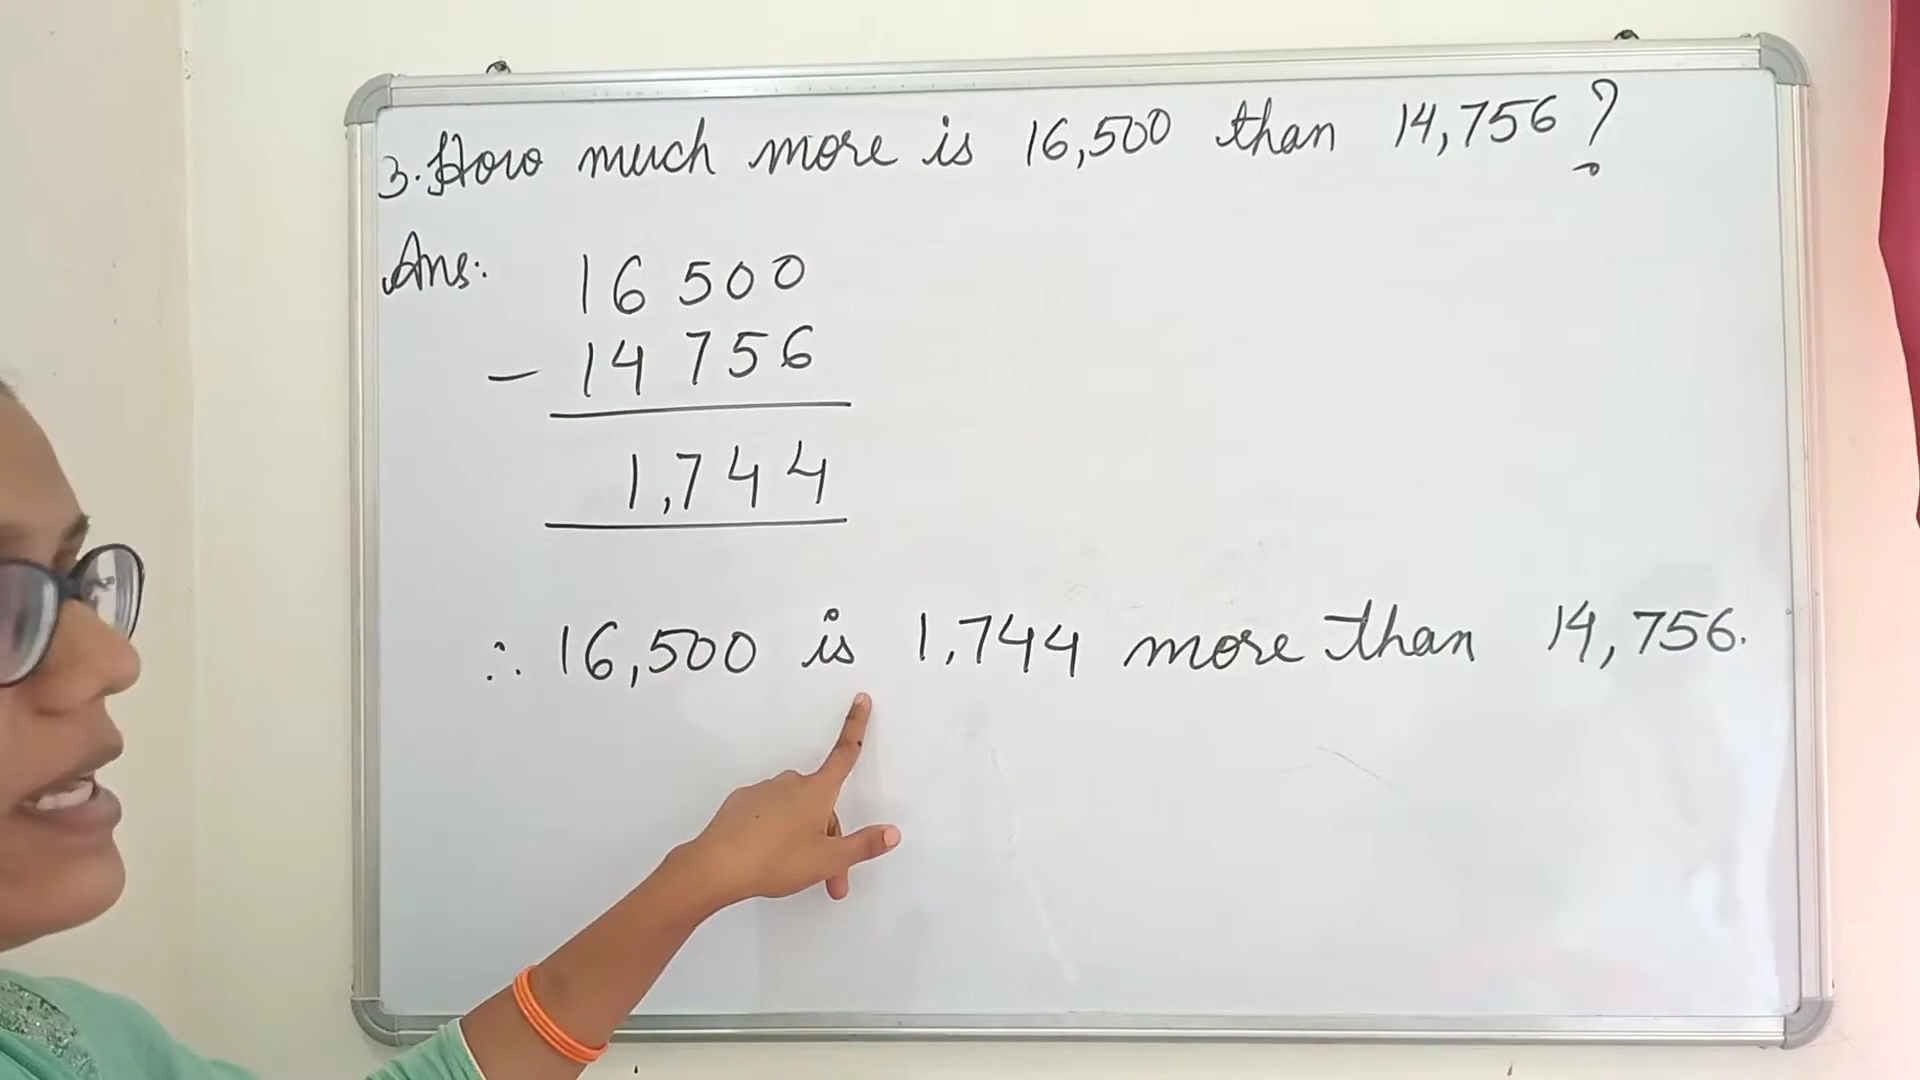 3. How much more is 16,500 than 14,756?
Ans: 16500
- 14756
1,744
∴ 16,500 is 1,744 more than 14,756.